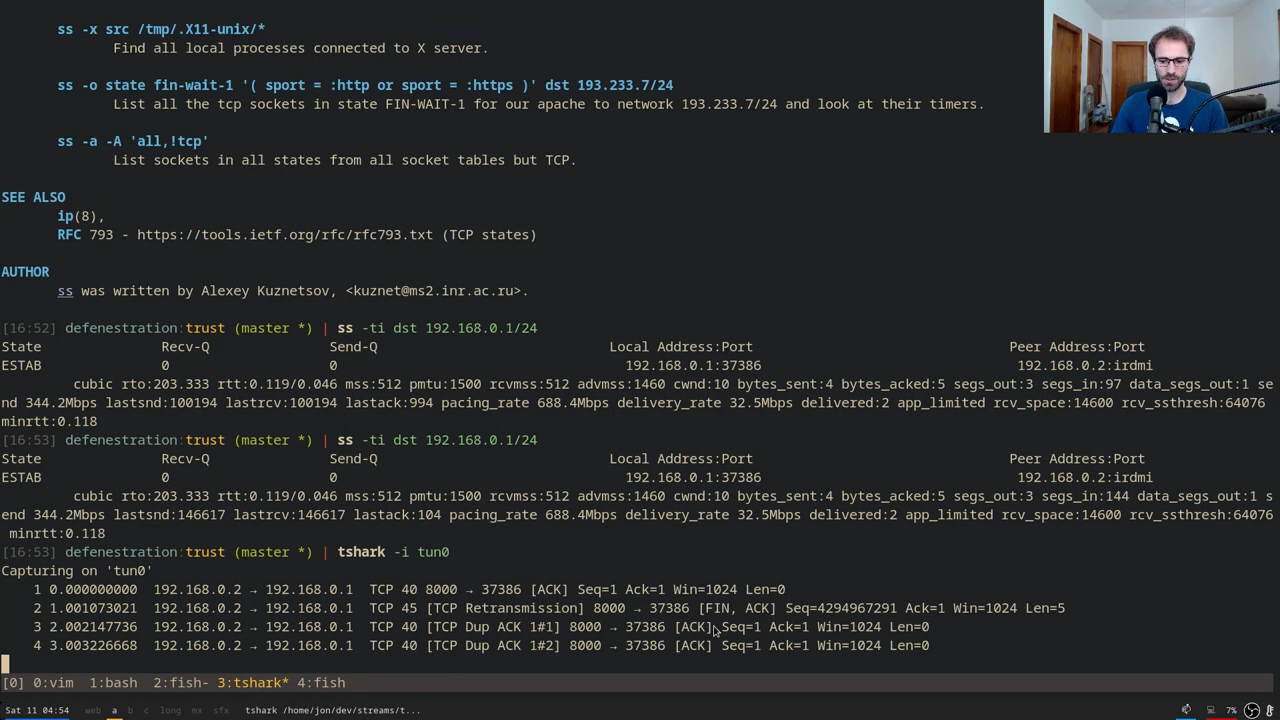 ss -x src /tmp/.X11-unix/*
Find all local processes connected to X server.
ss -o state fin-wait-1 '( sport = :http or sport = :https )' dst 193.233.7/24
List all the tcp sockets in state FIN-WAIT-1 for our apache to network 193.233.7/24 and look at their timers.
ss -a -A 'all,!tcp'
List sockets in all states from all socket tables but TCP.
SEE ALSO
ip(8),
RFC 793 - https://tools.ietf.org/rfc/rfc793.txt (TCP states)
AUTHOR
ss was written by Alexey Kuznetsov, <kuznet@ms2.inr.ac.ru>.
[16:52] defenestration:trust (master *) | ss -ti dst 192.168.0.1/24
State Recv-Q Send-Q Local Address:Port Peer Address:Port
ESTAB 0 0 192.168.0.1:37386 192.168.0.2:irdmi
cubic rto:203.333 rtt:0.119/0.046 mss:512 pmtu:1500 rcvmss:512 advmss:1460 cwnd:10 bytes_sent:4 bytes_acked:5 segs_out:3 segs_in:97 data_segs_out:1 se
nd 344.2Mbps lastsnd:100194 lastrcv:100194 lastack:994 pacing_rate 688.4Mbps delivery_rate 32.5Mbps delivered:2 app_limited rcv_space:14600 rcv_ssthresh:64076
minrtt:0.118
[16:53] defenestration:trust (master *) | ss -ti dst 192.168.0.1/24
State Recv-Q Send-Q Local Address:Port Peer Address:Port
ESTAB 0 0 192.168.0.1:37386 192.168.0.2:irdmi
cubic rto:203.333 rtt:0.119/0.046 mss:512 pmtu:1500 rcvmss:512 advmss:1460 cwnd:10 bytes_sent:4 bytes_acked:5 segs_out:3 segs_in:144 data_segs_out:1 s
end 344.2Mbps lastsnd:146617 lastrcv:146617 lastack:104 pacing_rate 688.4Mbps delivery_rate 32.5Mbps delivered:2 app_limited rcv_space:14600 rcv_ssthresh:64076
minrtt:0.118
[16:53] defenestration:trust (master *) | tshark -i tun0
Capturing on 'tun0'
1 0.000000000 192.168.0.2 → 192.168.0.1 TCP 40 8000 → 37386 [ACK] Seq=1 Ack=1 Win=1024 Len=0
2 1.001073021 192.168.0.2 → 192.168.0.1 TCP 45 [TCP Retransmission] 8000 → 37386 [FIN, ACK] Seq=4294967291 Ack=1 Win=1024 Len=5
3 2.002147736 192.168.0.2 → 192.168.0.1 TCP 40 [TCP Dup ACK 1#1] 8000 → 37386 [ACK] Seq=1 Ack=1 Win=1024 Len=0
4 3.003226668 192.168.0.2 → 192.168.0.1 TCP 40 [TCP Dup ACK 1#2] 8000 → 37386 [ACK] Seq=1 Ack=1 Win=1024 Len=0
[0] 0:vim 1:bash 2:fish- 3:tshark* 4:fish
Sat 11 04:54 web a b c long mx sfx tshark /home/jon/dev/streams/t... 7%